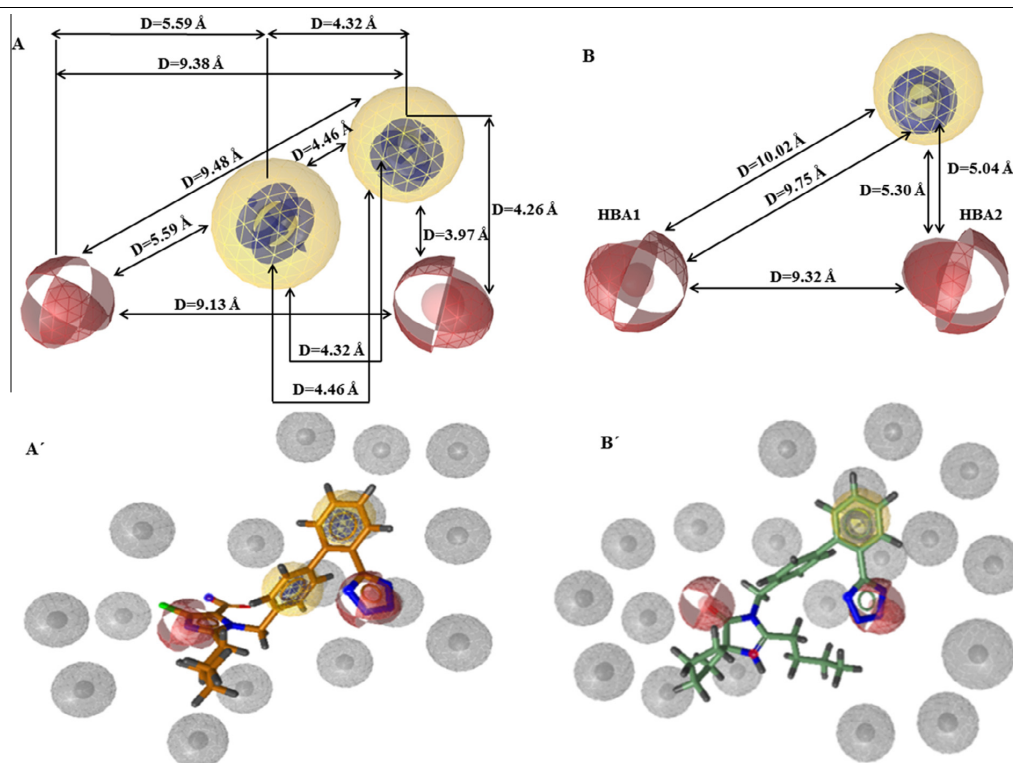 A
D=5.59 Å
D=4.32 Å
D=9.38 Å
D=9.48 Å
D=4.46 Å
D=5.59 Å
D=4.26 Å
D=3.97Å
D=9.13 Å
D=4.32 Å
D=4.46 Å
B
D=10.02 Å
D=9.75 Å
D=5.04 Å
D=5.30 Å
HBA1
HBA2
D=9.32 Å
A´
B´